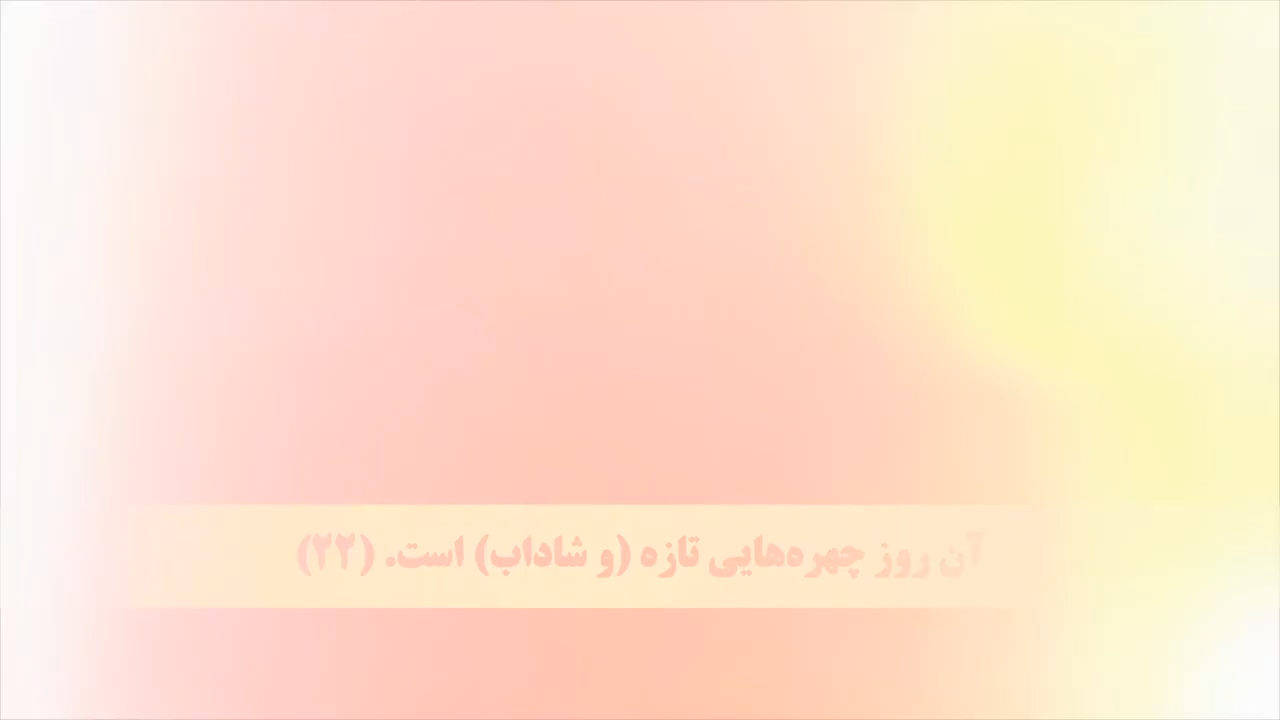 آن روز چهره‌هایی تازه (و شاداب) است. (۲۲)